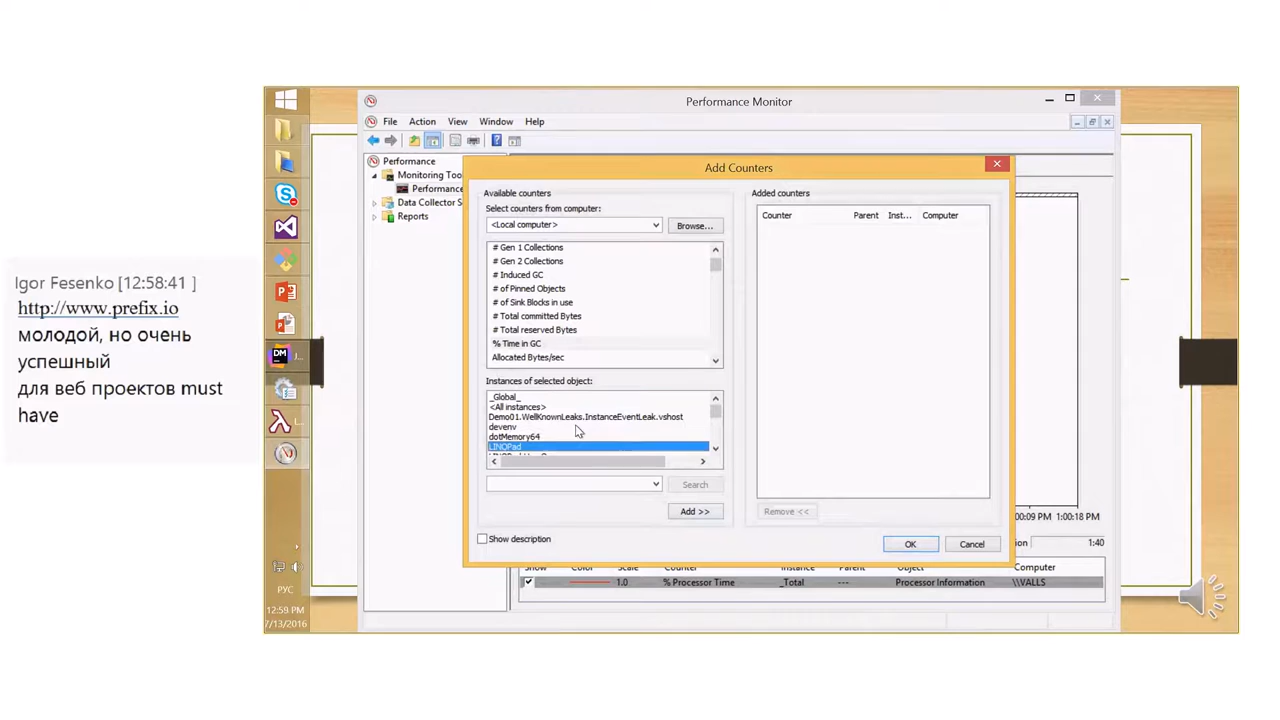 Igor Fesenko [12:58:41 ]
http://www.prefix.io
молодой, но очень
успешный
для веб проектов must
have
Performance Monitor
File Action View Window Help
Performance
Monitoring Too
Performance
Data Collector S
Reports
Add Counters
Available counters
Select counters from computer:
<Local computer>
Browse...
# Gen 1 Collections
# Gen 2 Collections
# Induced GC
# of Pinned Objects
# of Sink Blocks in use
# Total committed Bytes
# Total reserved Bytes
% Time in GC
Allocated Bytes/sec
Instances of selected object:
_Global_
<All instances>
Demo01.WellKnownLeaks.InstanceEventLeak.vshost
devenv
dotMemory64
LINQPad
Search
Add >>
Show description
Added counters
Counter Parent Inst... Computer
Remove <<
OK Cancel
00:09 PM 1:00:18 PM
ion 1:40
Show Color Scale Counter Instance Parent Object Computer
1.0 % Processor Time _Total --- Processor Information \\VALLS
РУС
12:59 PM
7/13/2016